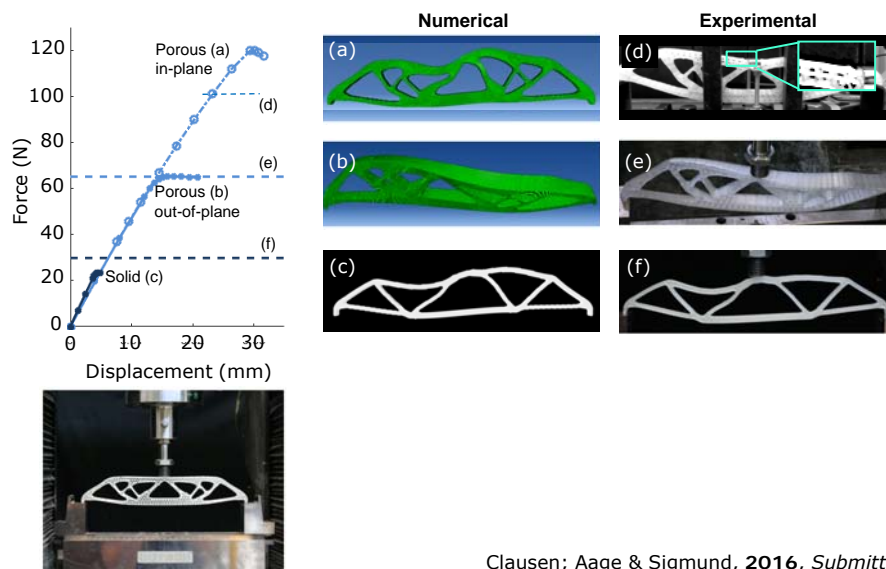 Numerical
Experimental
120
100
80
60
40
20
0
Force (N)
Porous (a)
in-plane
(d)
(e)
Porous (b)
out-of-plane
(f)
Solid (c)
0
10
20
30
Displacement (mm)
(a)
(d)
(b)
(e)
(c)
(f)
Clausen; Aage & Sigmund, 2016, Submitt